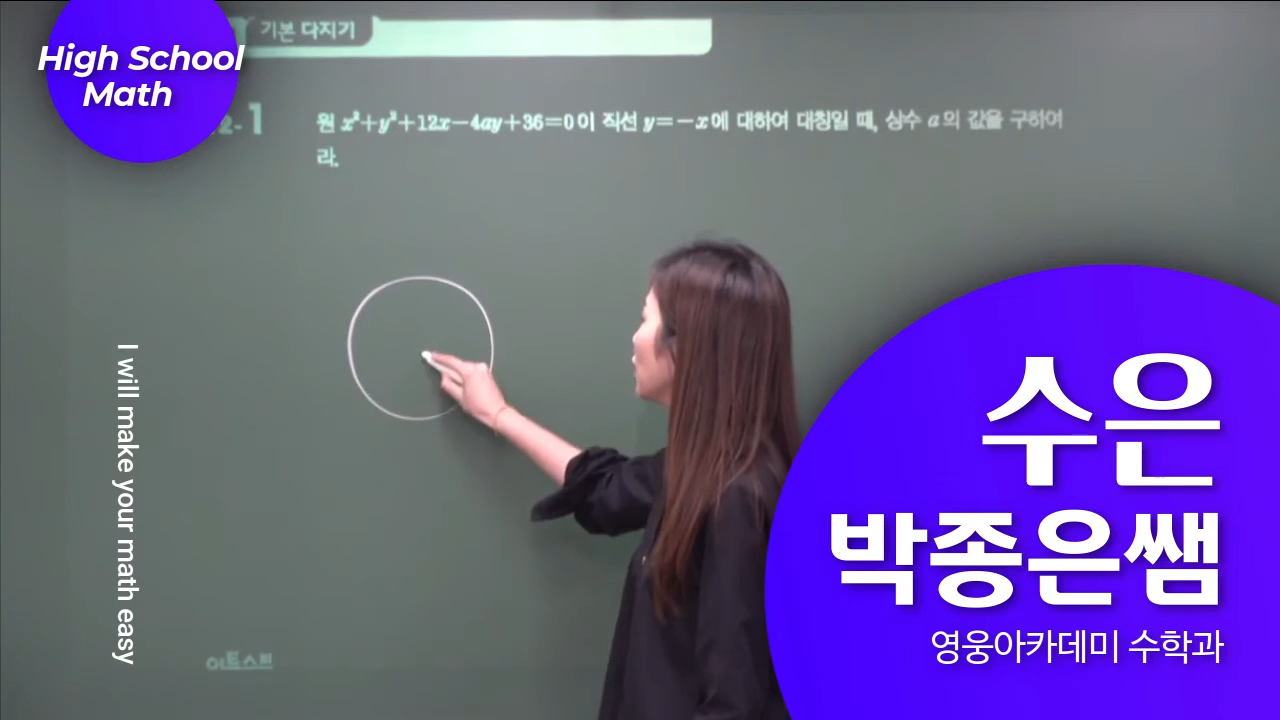 High School
Math
기본 다지기
2-1
원 x²+y²+12x−4ay+36=0이 직선 y=−x에 대하여 대칭일 때, 상수 a의 값을 구하여
라.
I will make your math easy
수은
박종은쌤
영웅아카데미 수학과
이투스